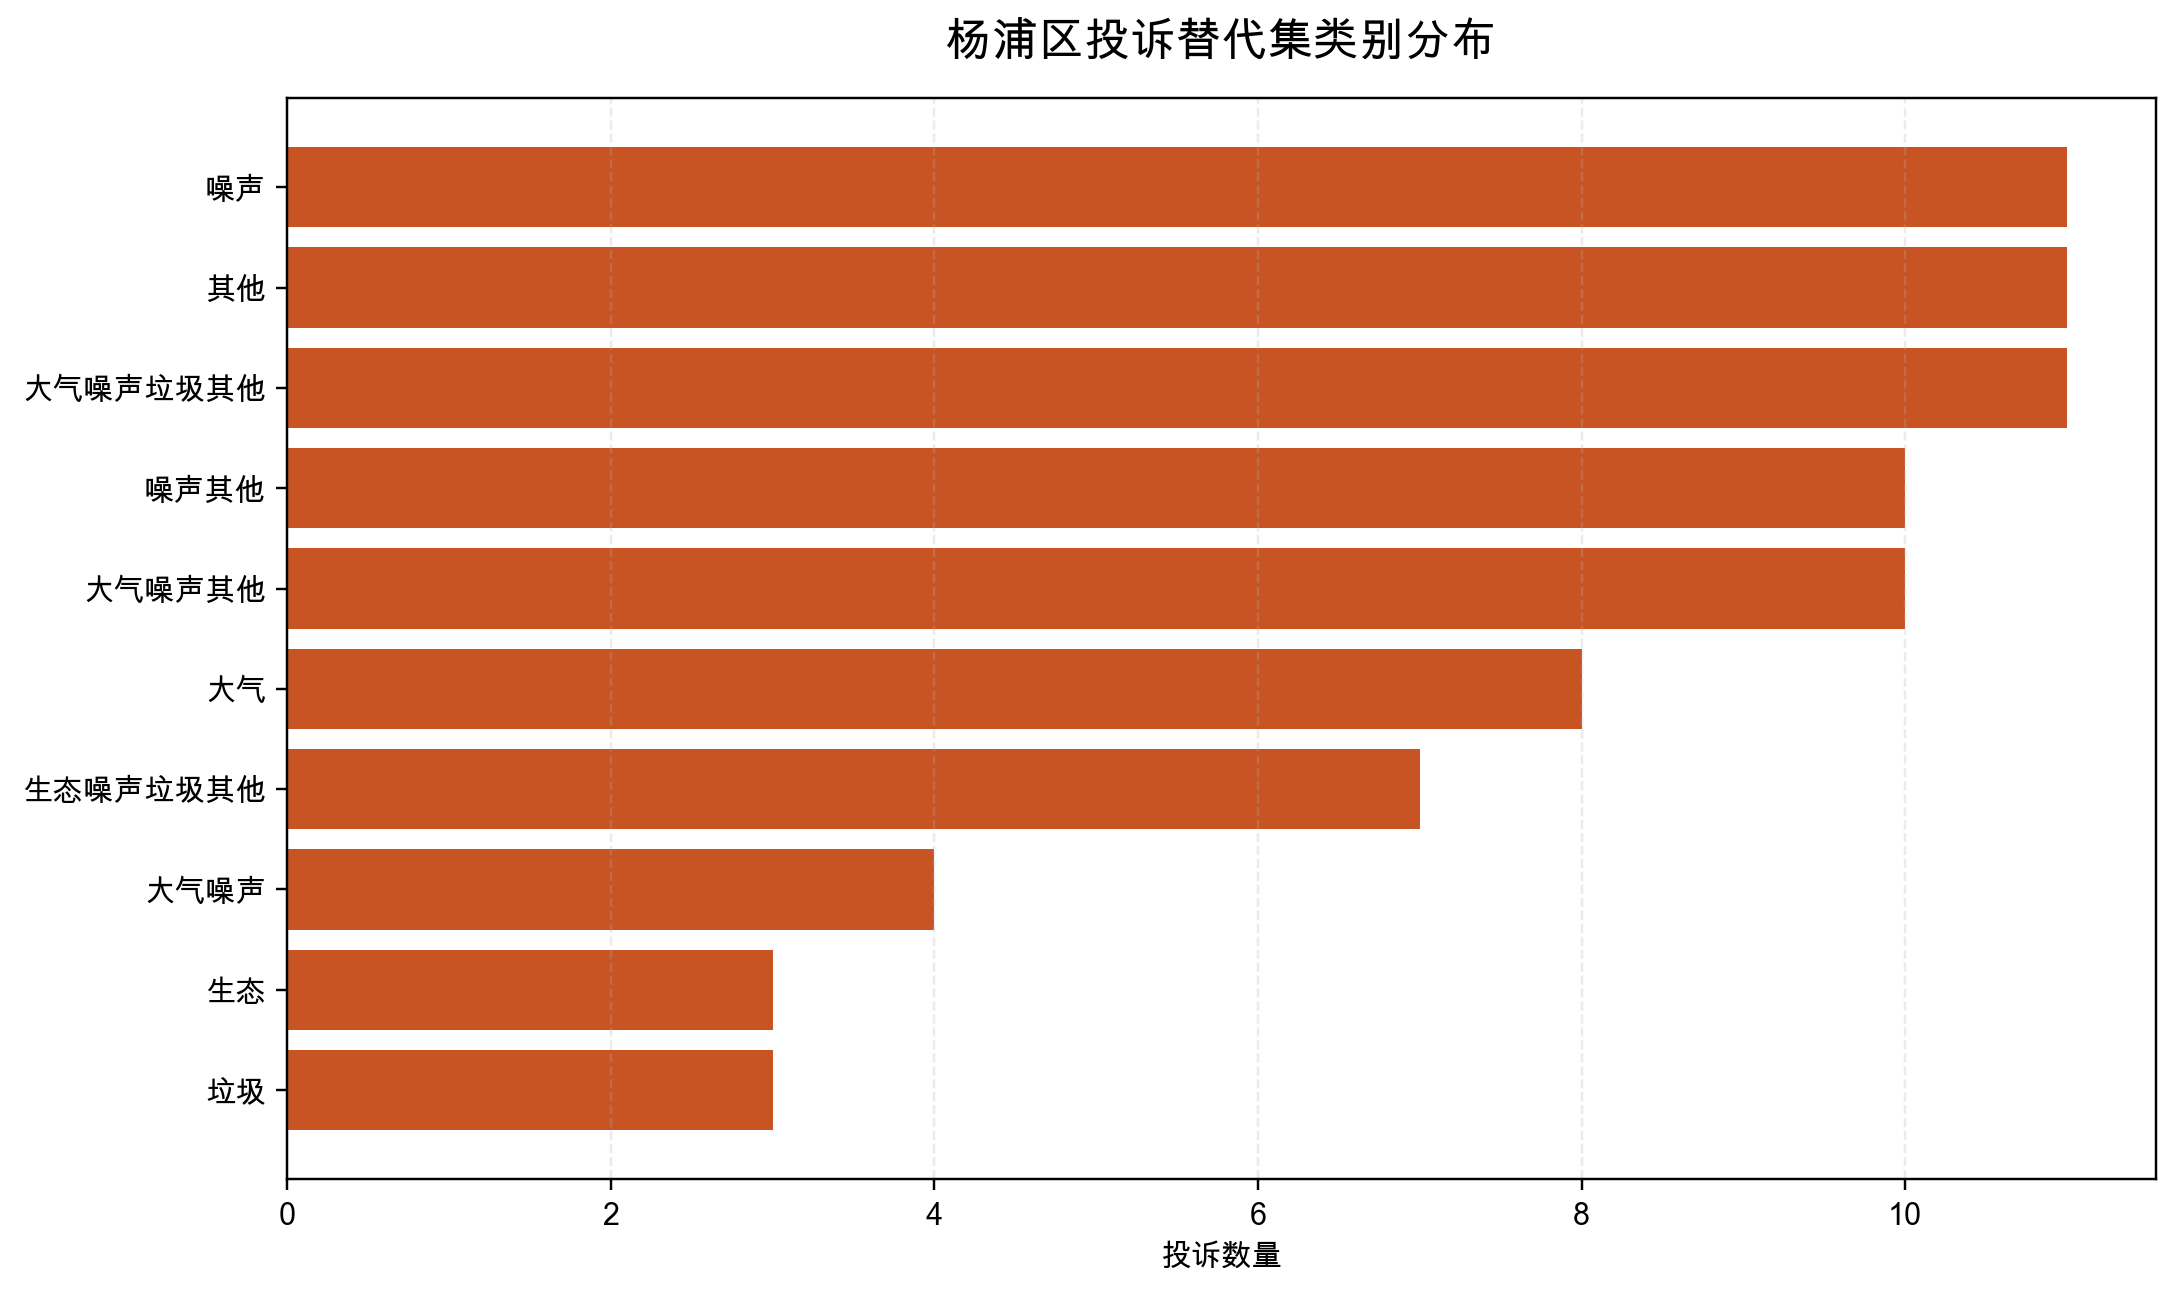 杨浦区投诉替代集类别分布
噪声
其他
大气噪声垃圾其他
噪声其他
大气噪声其他
大气
生态噪声垃圾其他
大气噪声
生态
垃圾
0 2 4 6 8 10
投诉数量